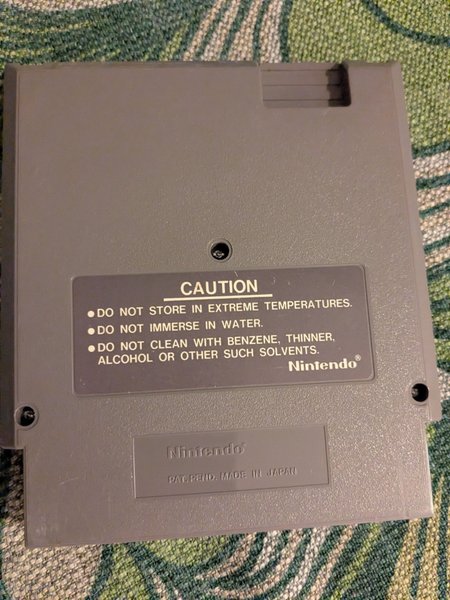 CAUTION
● DO NOT STORE IN EXTREME TEMPERATURES.
● DO NOT IMMERSE IN WATER.
● DO NOT CLEAN WITH BENZENE, THINNER,
ALCOHOL OR OTHER SUCH SOLVENTS.
Nintendo®
Nintendo
PAT. PEND. MADE IN JAPAN